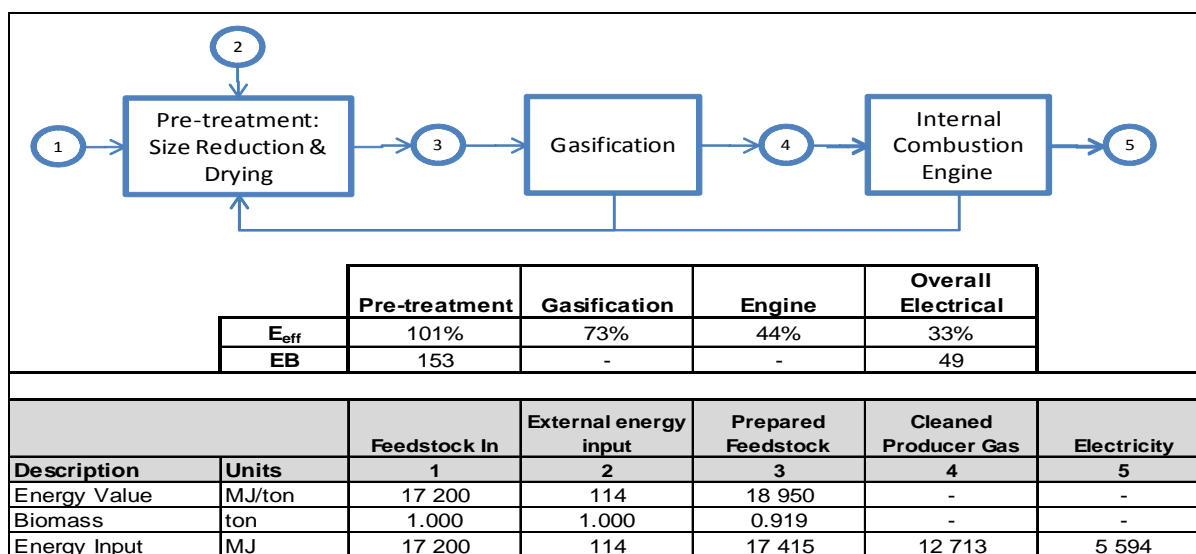 2
1
Pre-treatment:
Size Reduction &
Drying
3
Gasification
4
Internal
Combustion
Engine
5
Pre-treatment Gasification Engine Overall Electrical
Eeff 101% 73% 44% 33%
EB 153 - - 49
Feedstock In External energy input Prepared Feedstock Cleaned Producer Gas Electricity
Description Units 1 2 3 4 5
Energy Value MJ/ton 17 200 114 18 950 - -
Biomass ton 1.000 1.000 0.919 - -
Energy Input MJ 17 200 114 17 415 12 713 5 594